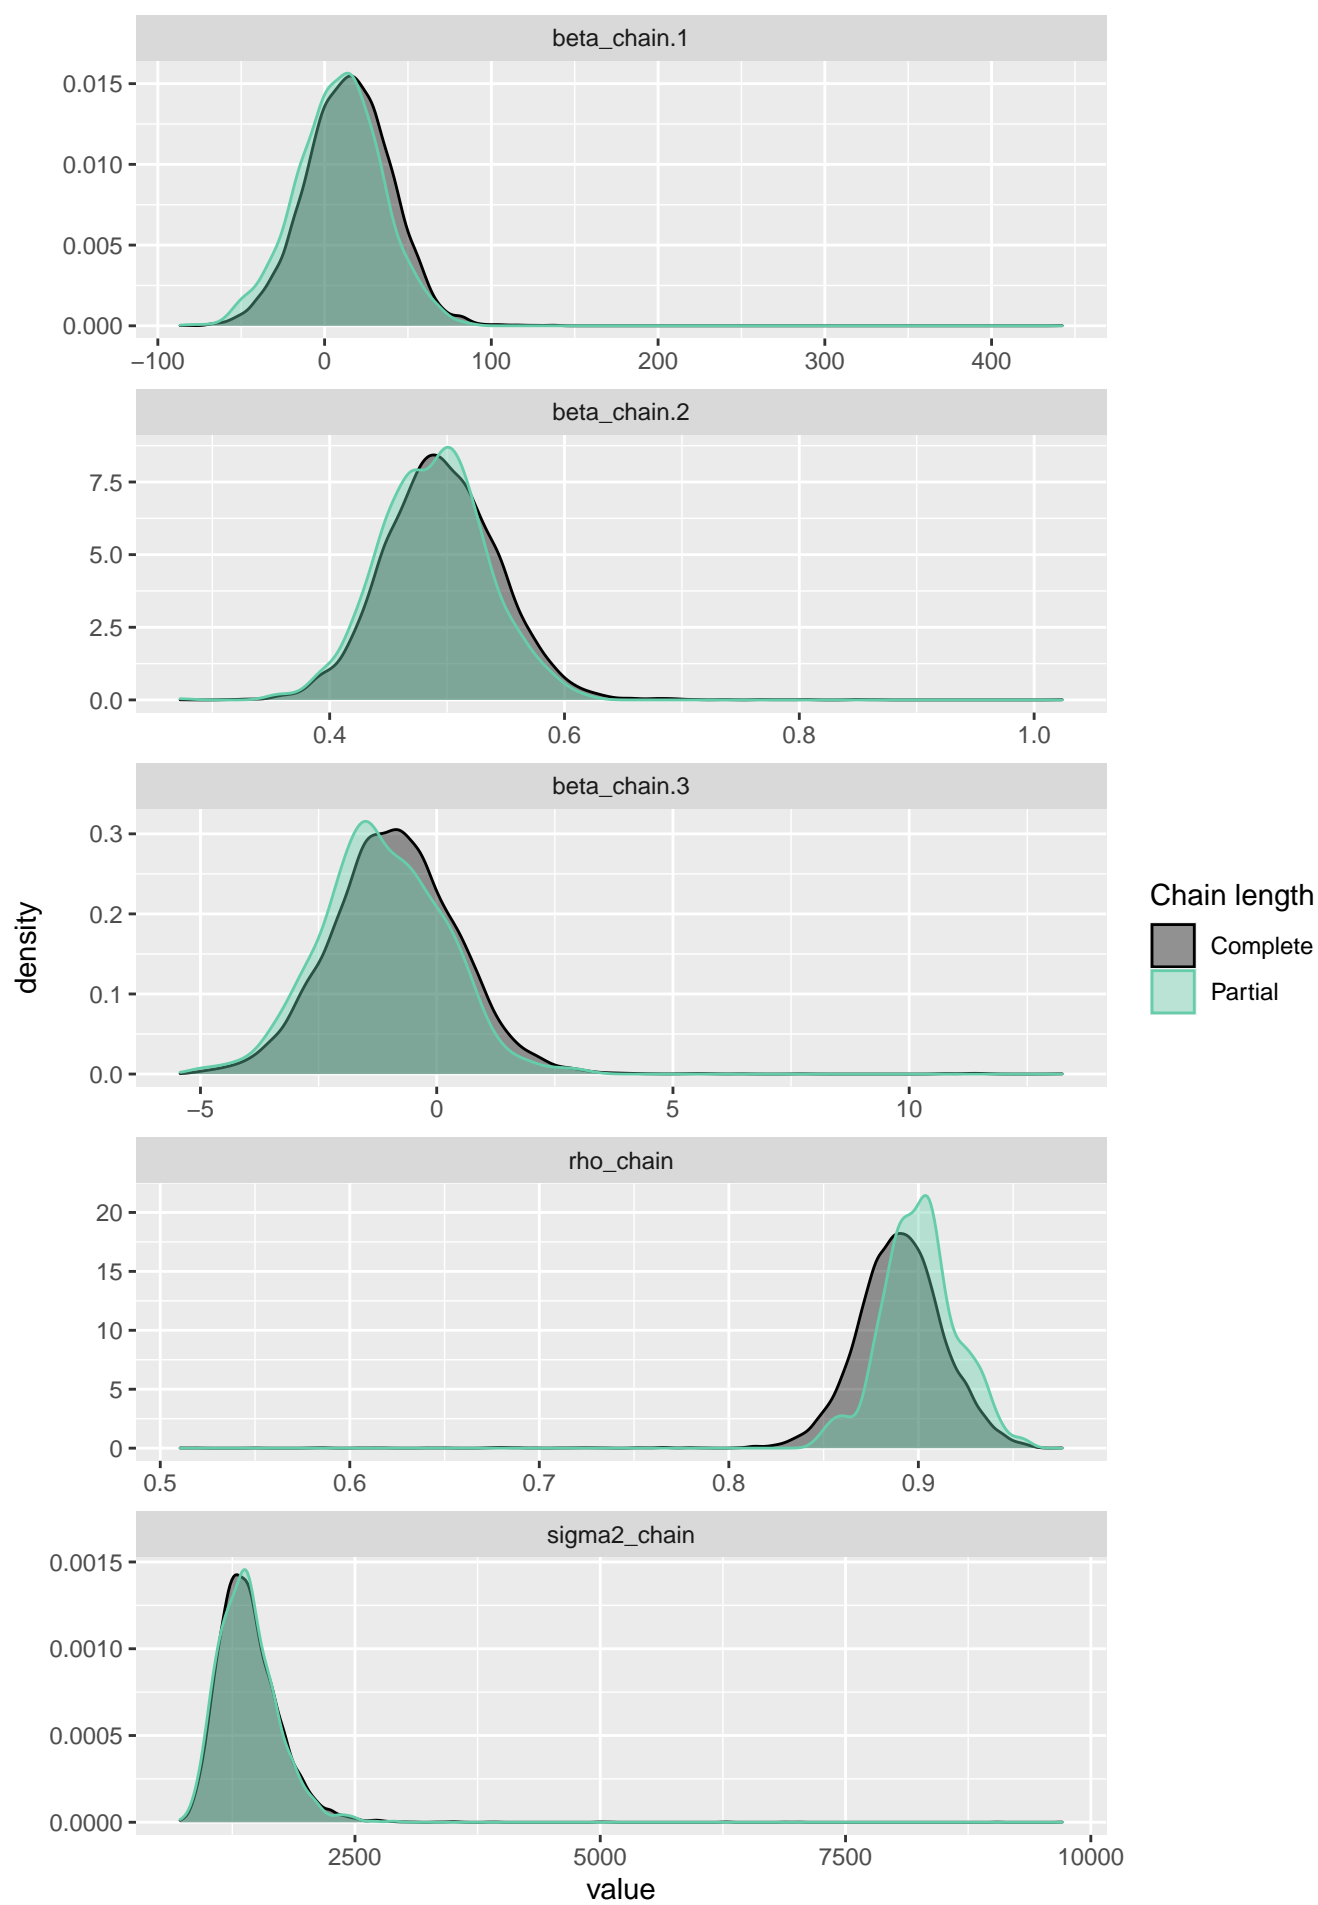 beta_chain.1
0.015
0.010
0.005
0.000
−100 0 100 200 300 400
beta_chain.2
7.5
5.0
2.5
0.0
0.4 0.6 0.8 1.0
beta_chain.3
0.3
0.2
0.1
0.0
−5 0 5 10
rho_chain
20
15
10
5
0
0.5 0.6 0.7 0.8 0.9
sigma2_chain
0.0015
0.0010
0.0005
0.0000
2500 5000 7500 10000
value
density
Chain length
Complete
Partial